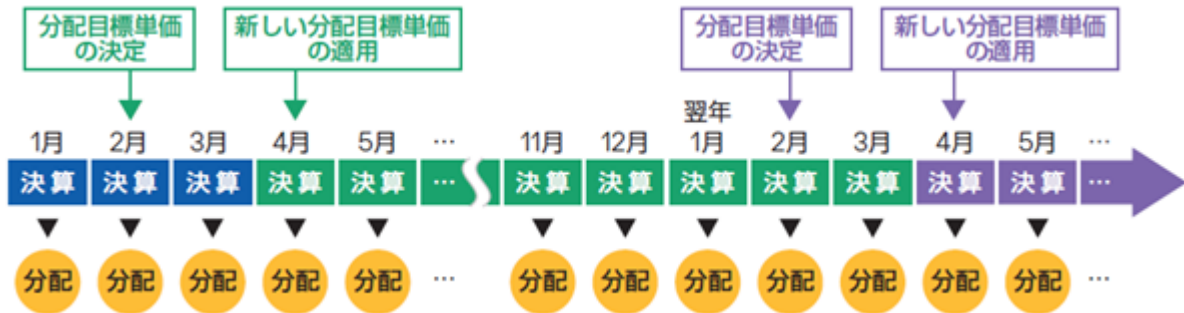 分配目標単価
の決定
新しい分配目標単価
の適用
分配目標単価
の決定
新しい分配目標単価
の適用
翌年
1月 2月 3月 4月 5月 … 11月 12月 1月 2月 3月 4月 5月 …
決算 決算 決算 決算 決算 … 決算 決算 決算 決算 決算 決算 決算 …
分配 分配 分配 分配 分配 … 分配 分配 分配 分配 分配 分配 分配 …